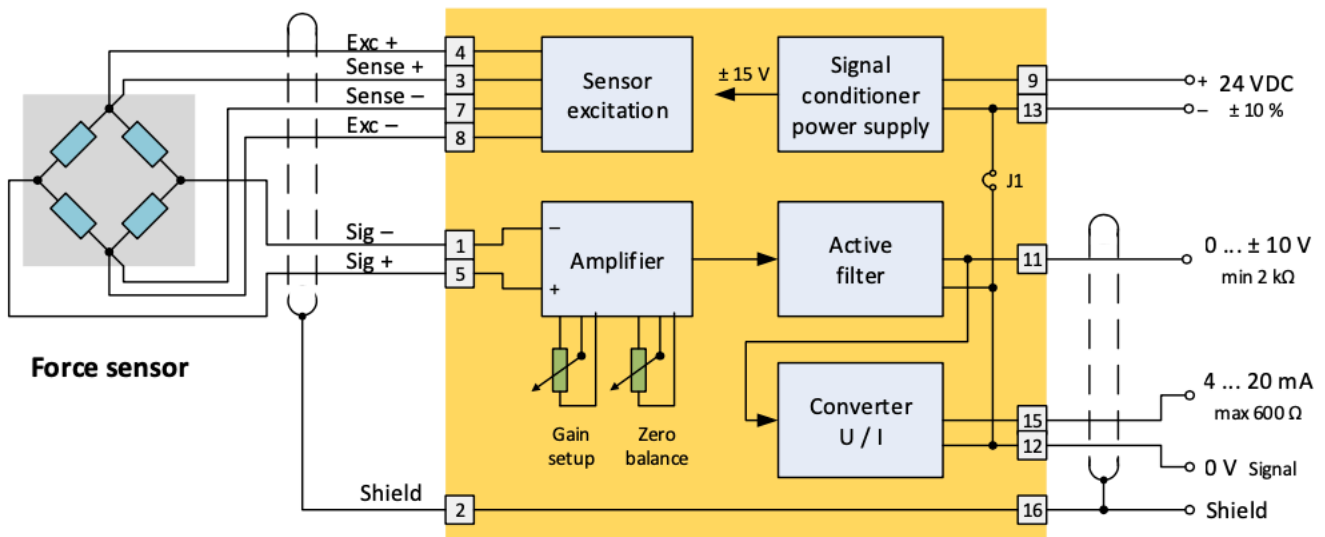 Exc +
Sense +
Sense –
Exc –
4
3
7
8
Sensor
excitation
± 15 V
Signal
conditioner
power supply
9
13
+ 24 VDC
– ± 10 %
J1
Sig –
Sig +
1
5
–
+
Amplifier
Active
filter
11
0 ... ± 10 V
min 2 kΩ
Force sensor
Gain
setup
Zero
balance
Converter
U / I
15
12
4 ... 20 mA
max 600 Ω
0 V Signal
Shield
2
16
Shield